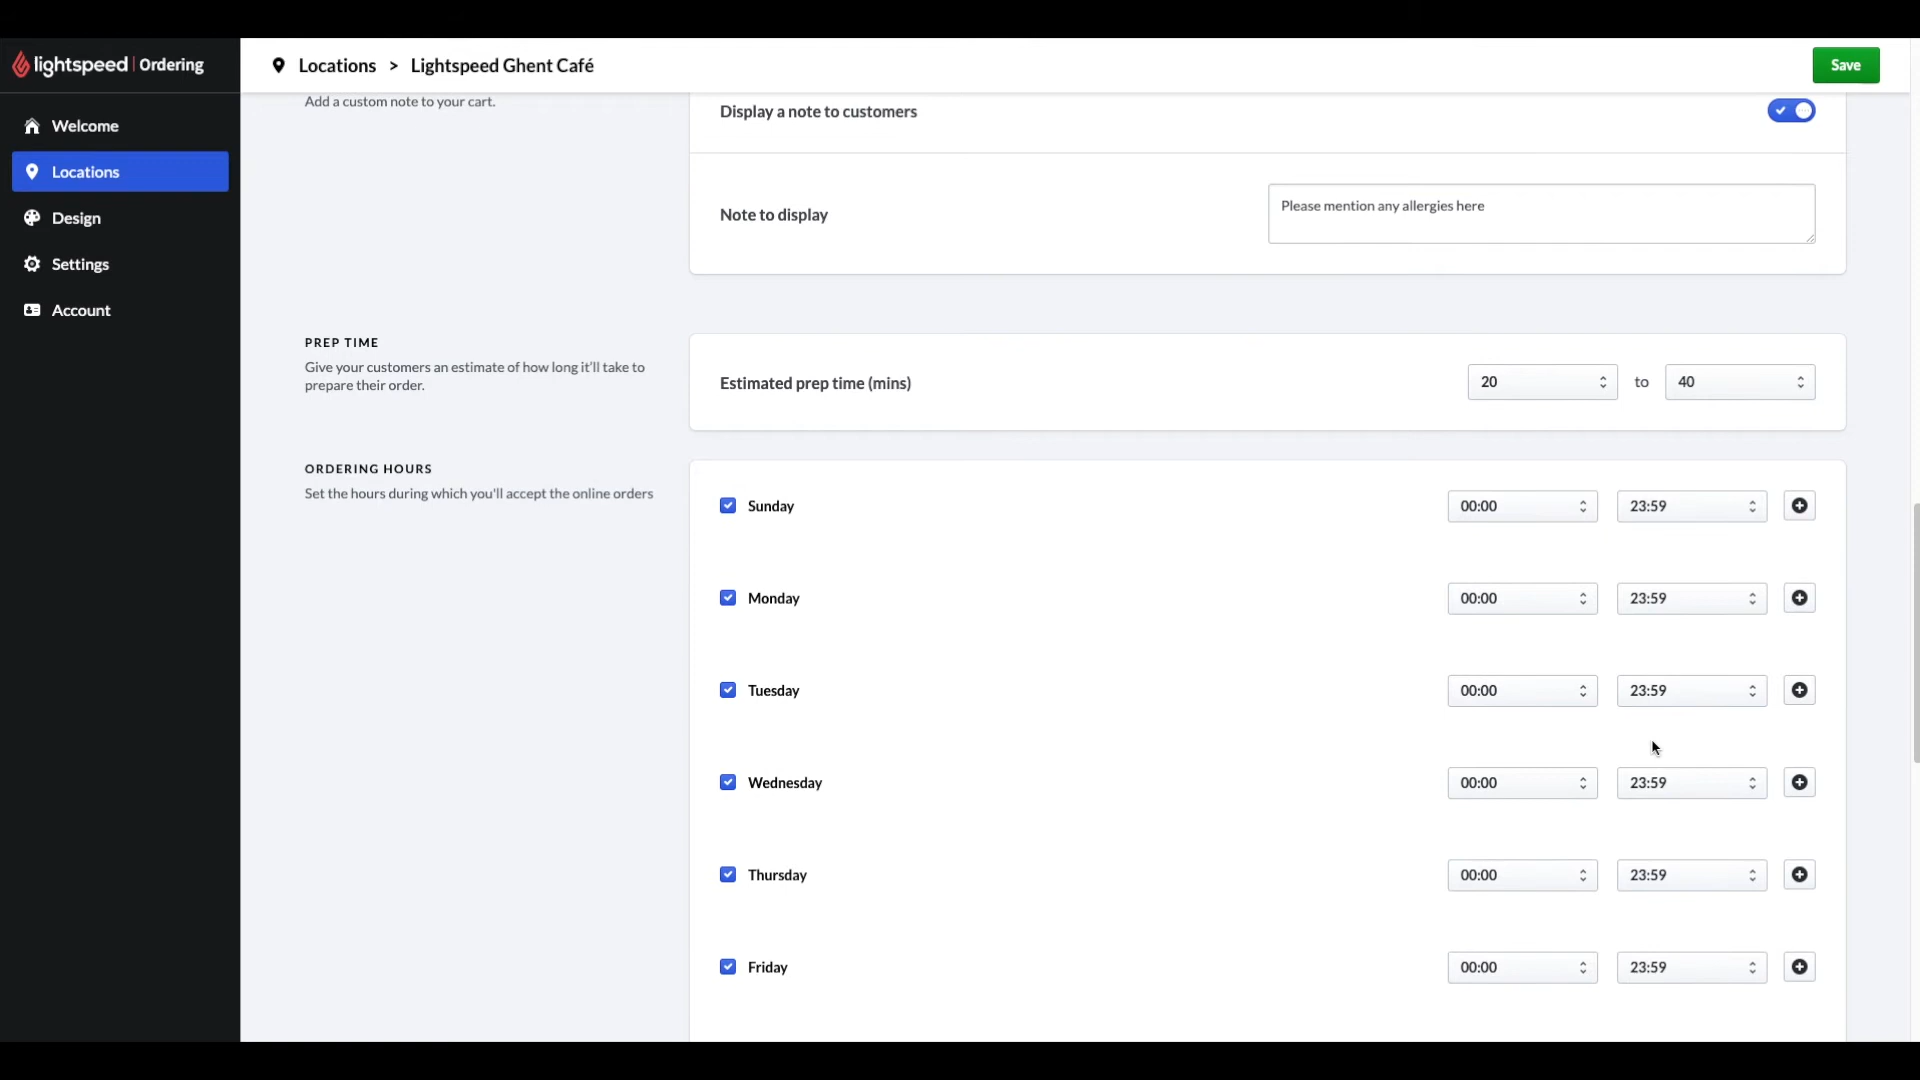 lightspeed | Ordering
Locations > Lightspeed Ghent Café
Save
Welcome
Locations
Design
Settings
Account
Add a custom note to your cart.
Display a note to customers
Note to display
Please mention any allergies here
PREP TIME
Give your customers an estimate of how long it'll take to
prepare their order.
Estimated prep time (mins)
20 to 40
ORDERING HOURS
Set the hours during which you'll accept the online orders
Sunday 00:00 23:59
Monday 00:00 23:59
Tuesday 00:00 23:59
Wednesday 00:00 23:59
Thursday 00:00 23:59
Friday 00:00 23:59